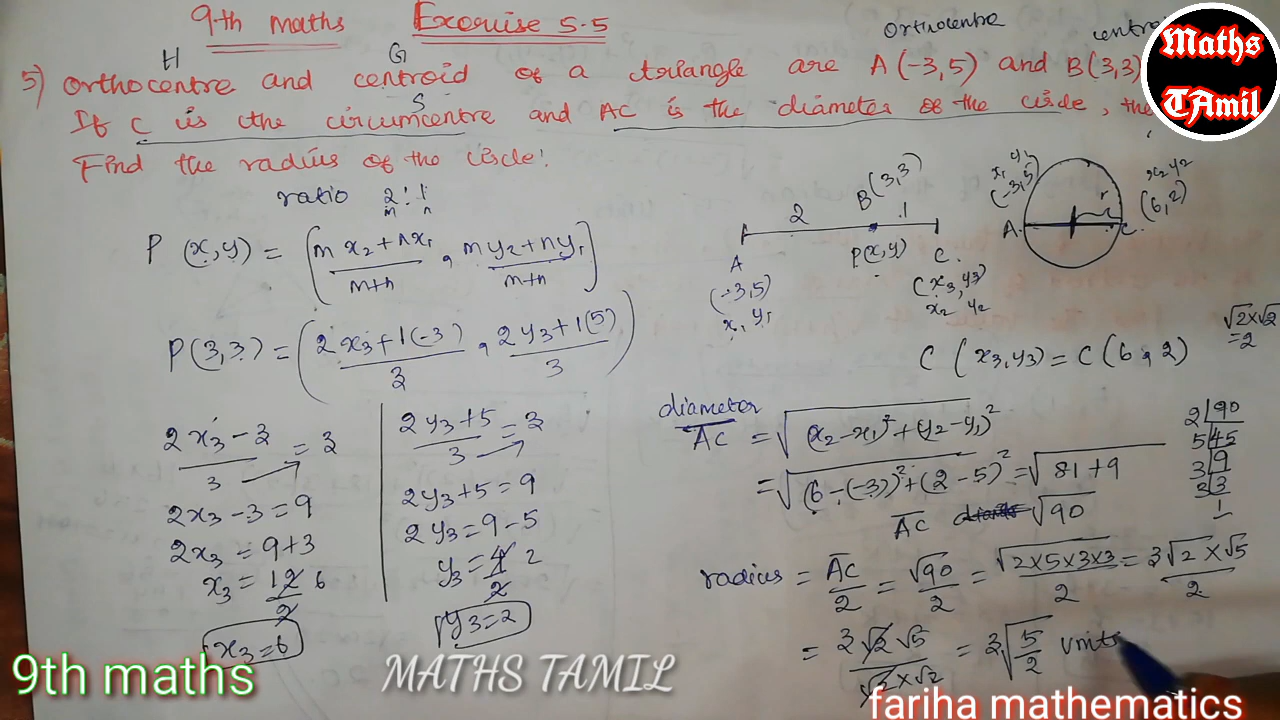 9th maths Exercise 5.5
Orthocentre
H G
5) Orthocentre and centroid of a triangle are A(-3,5) and B(3,3)
S
If C is the circumcentre and AC is the diameter of the circle,
Find the radius of the circle.
ratio 2:1
m n
P (x,y) = (mx₂+nx₁/m+n , my₂+ny₁/m+n)
P(3,3) = (2x₃+1(-3)/3 , 2y₃+1(5)/3)
2x₃-3/3 = 3
2x₃-3=9
2x₃ = 9+3
x₃ = 12/2 6
x₃=6
2y₃+5/3 = 3
2y₃+5=9
2y₃=9-5
y₃=4/2 2
y₃=2
B(3,3)
2 1
P(x,y)
A C
(-3,5) (x₃,y₃)
x₁ y₁ x₂ y₂
x₁ y₁ x₂ y₂
(-3,5) r (6,2)
A C
C (x₃,y₃) = C(6,2)
√2×√2
=2
diameter
AC = √(x₂-x₁)²+(y₂-y₁)²
= √(6-(-3))²+(2-5)² = √81+9
AC √90
2 90
5 45
3 9
3 3
1
radius = AC/2 = √90/2 = √2×5×3×3/2 = 3√2×√5/2
= 3√2√5/√2×√2 = 3√5/2 units
Maths
TAmil
9th maths
MATHS TAMIL
fariha mathematics